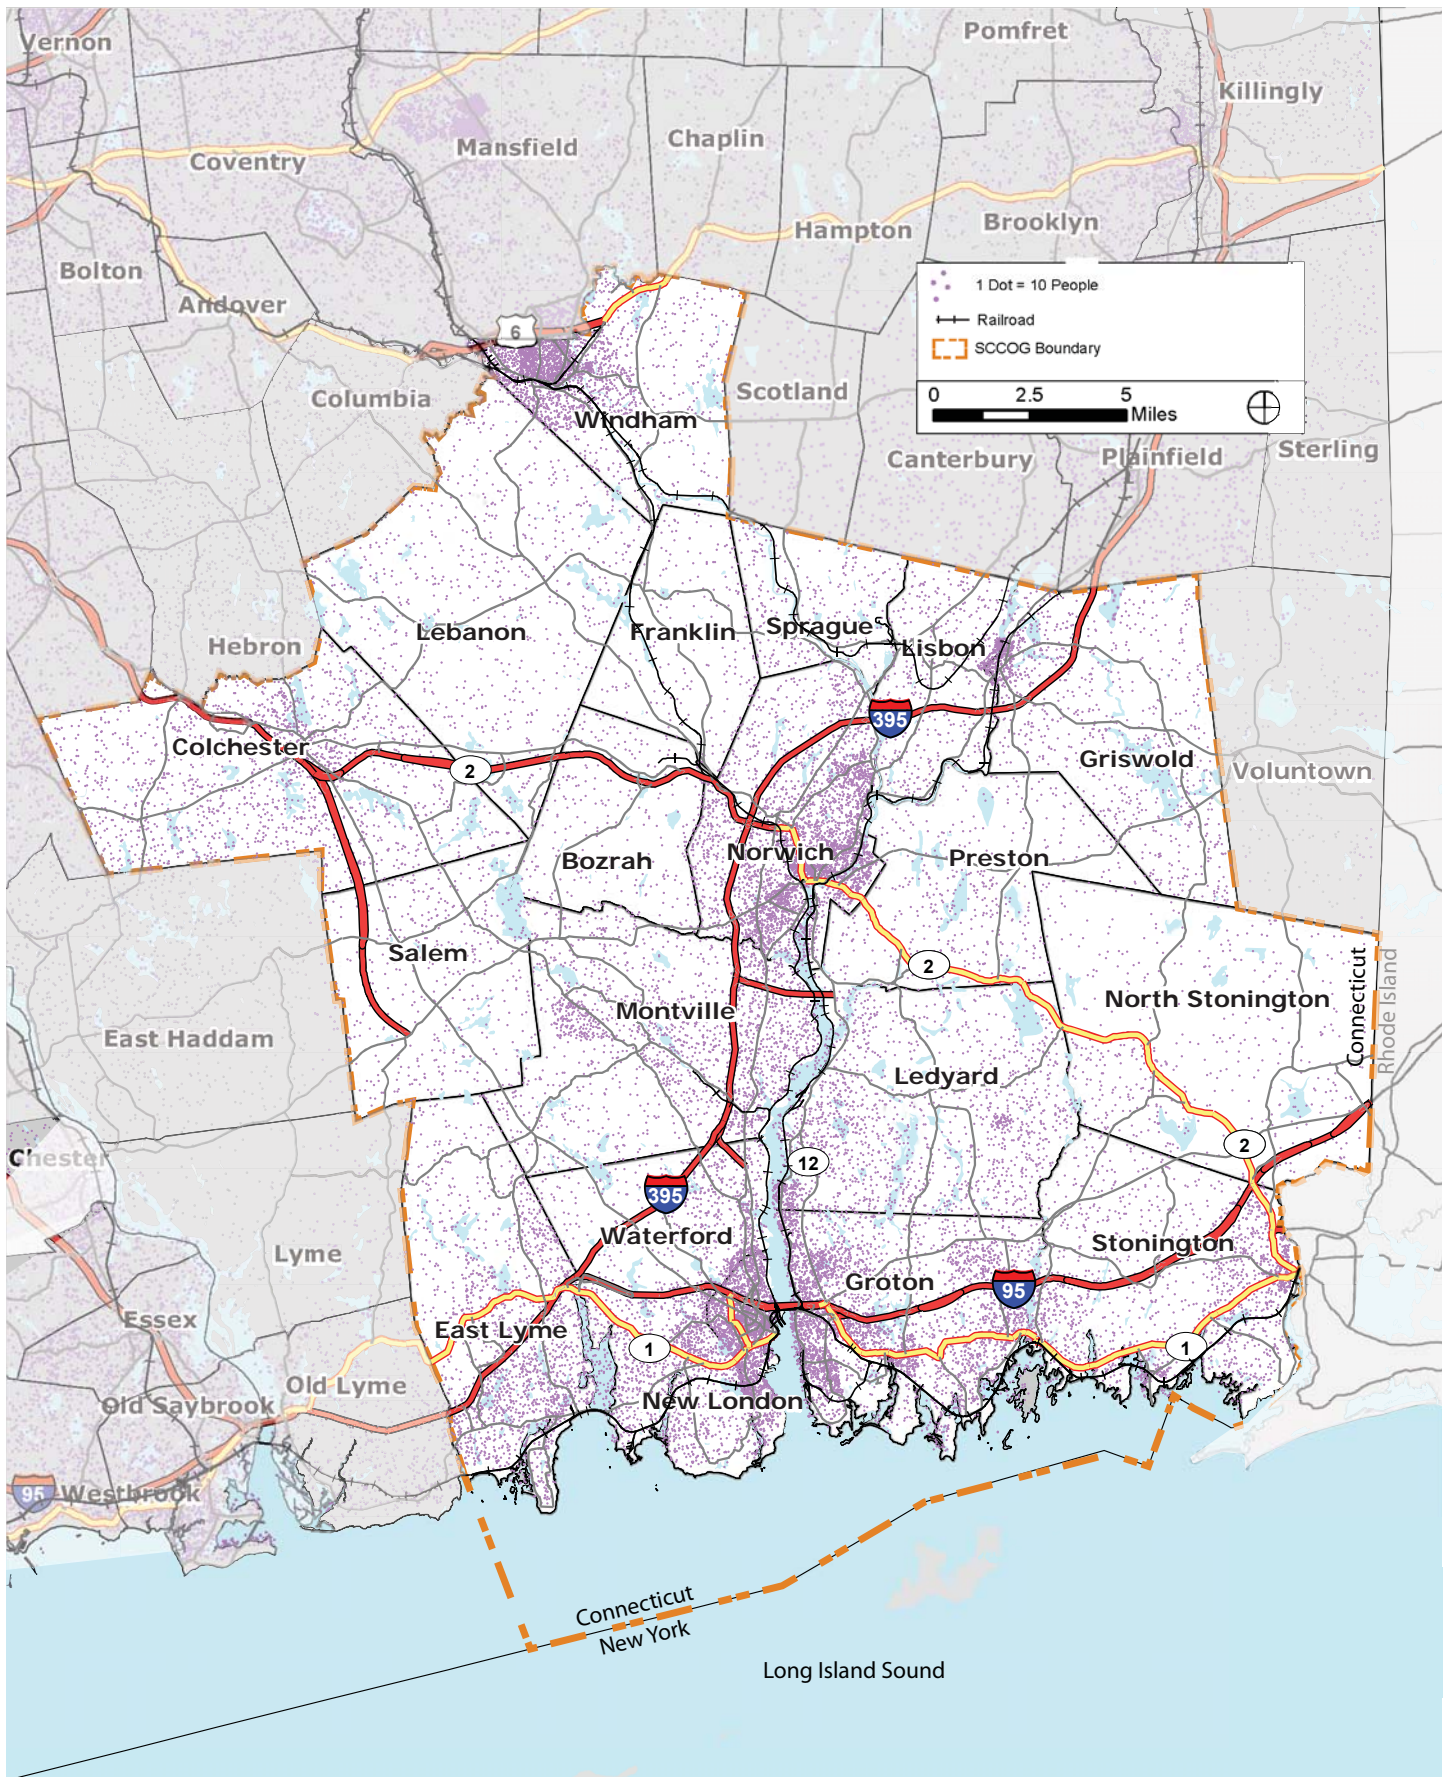 Vernon
Pomfret
Killingly
Coventry
Mansfield
Chaplin
Hampton
Brooklyn
Bolton
Andover
1 Dot = 10 People
Railroad
SCCOG Boundary
0 2.5 5
Miles
6
Columbia
Scotland
Windham
Canterbury
Plainfield
Sterling
Lebanon
Franklin
Sprague
Lisbon
Hebron
395
Colchester
2
Griswold
Voluntown
Bozrah
Norwich
Preston
Salem
2
Montville
North Stonington
Connecticut
Rhode Island
East Haddam
Ledyard
Chester
12
2
395
Waterford
Stonington
Lyme
Groton
95
Essex
East Lyme
1
1
Old Lyme
Old Saybrook
New London
95
Westbrook
Connecticut
New York
Long Island Sound